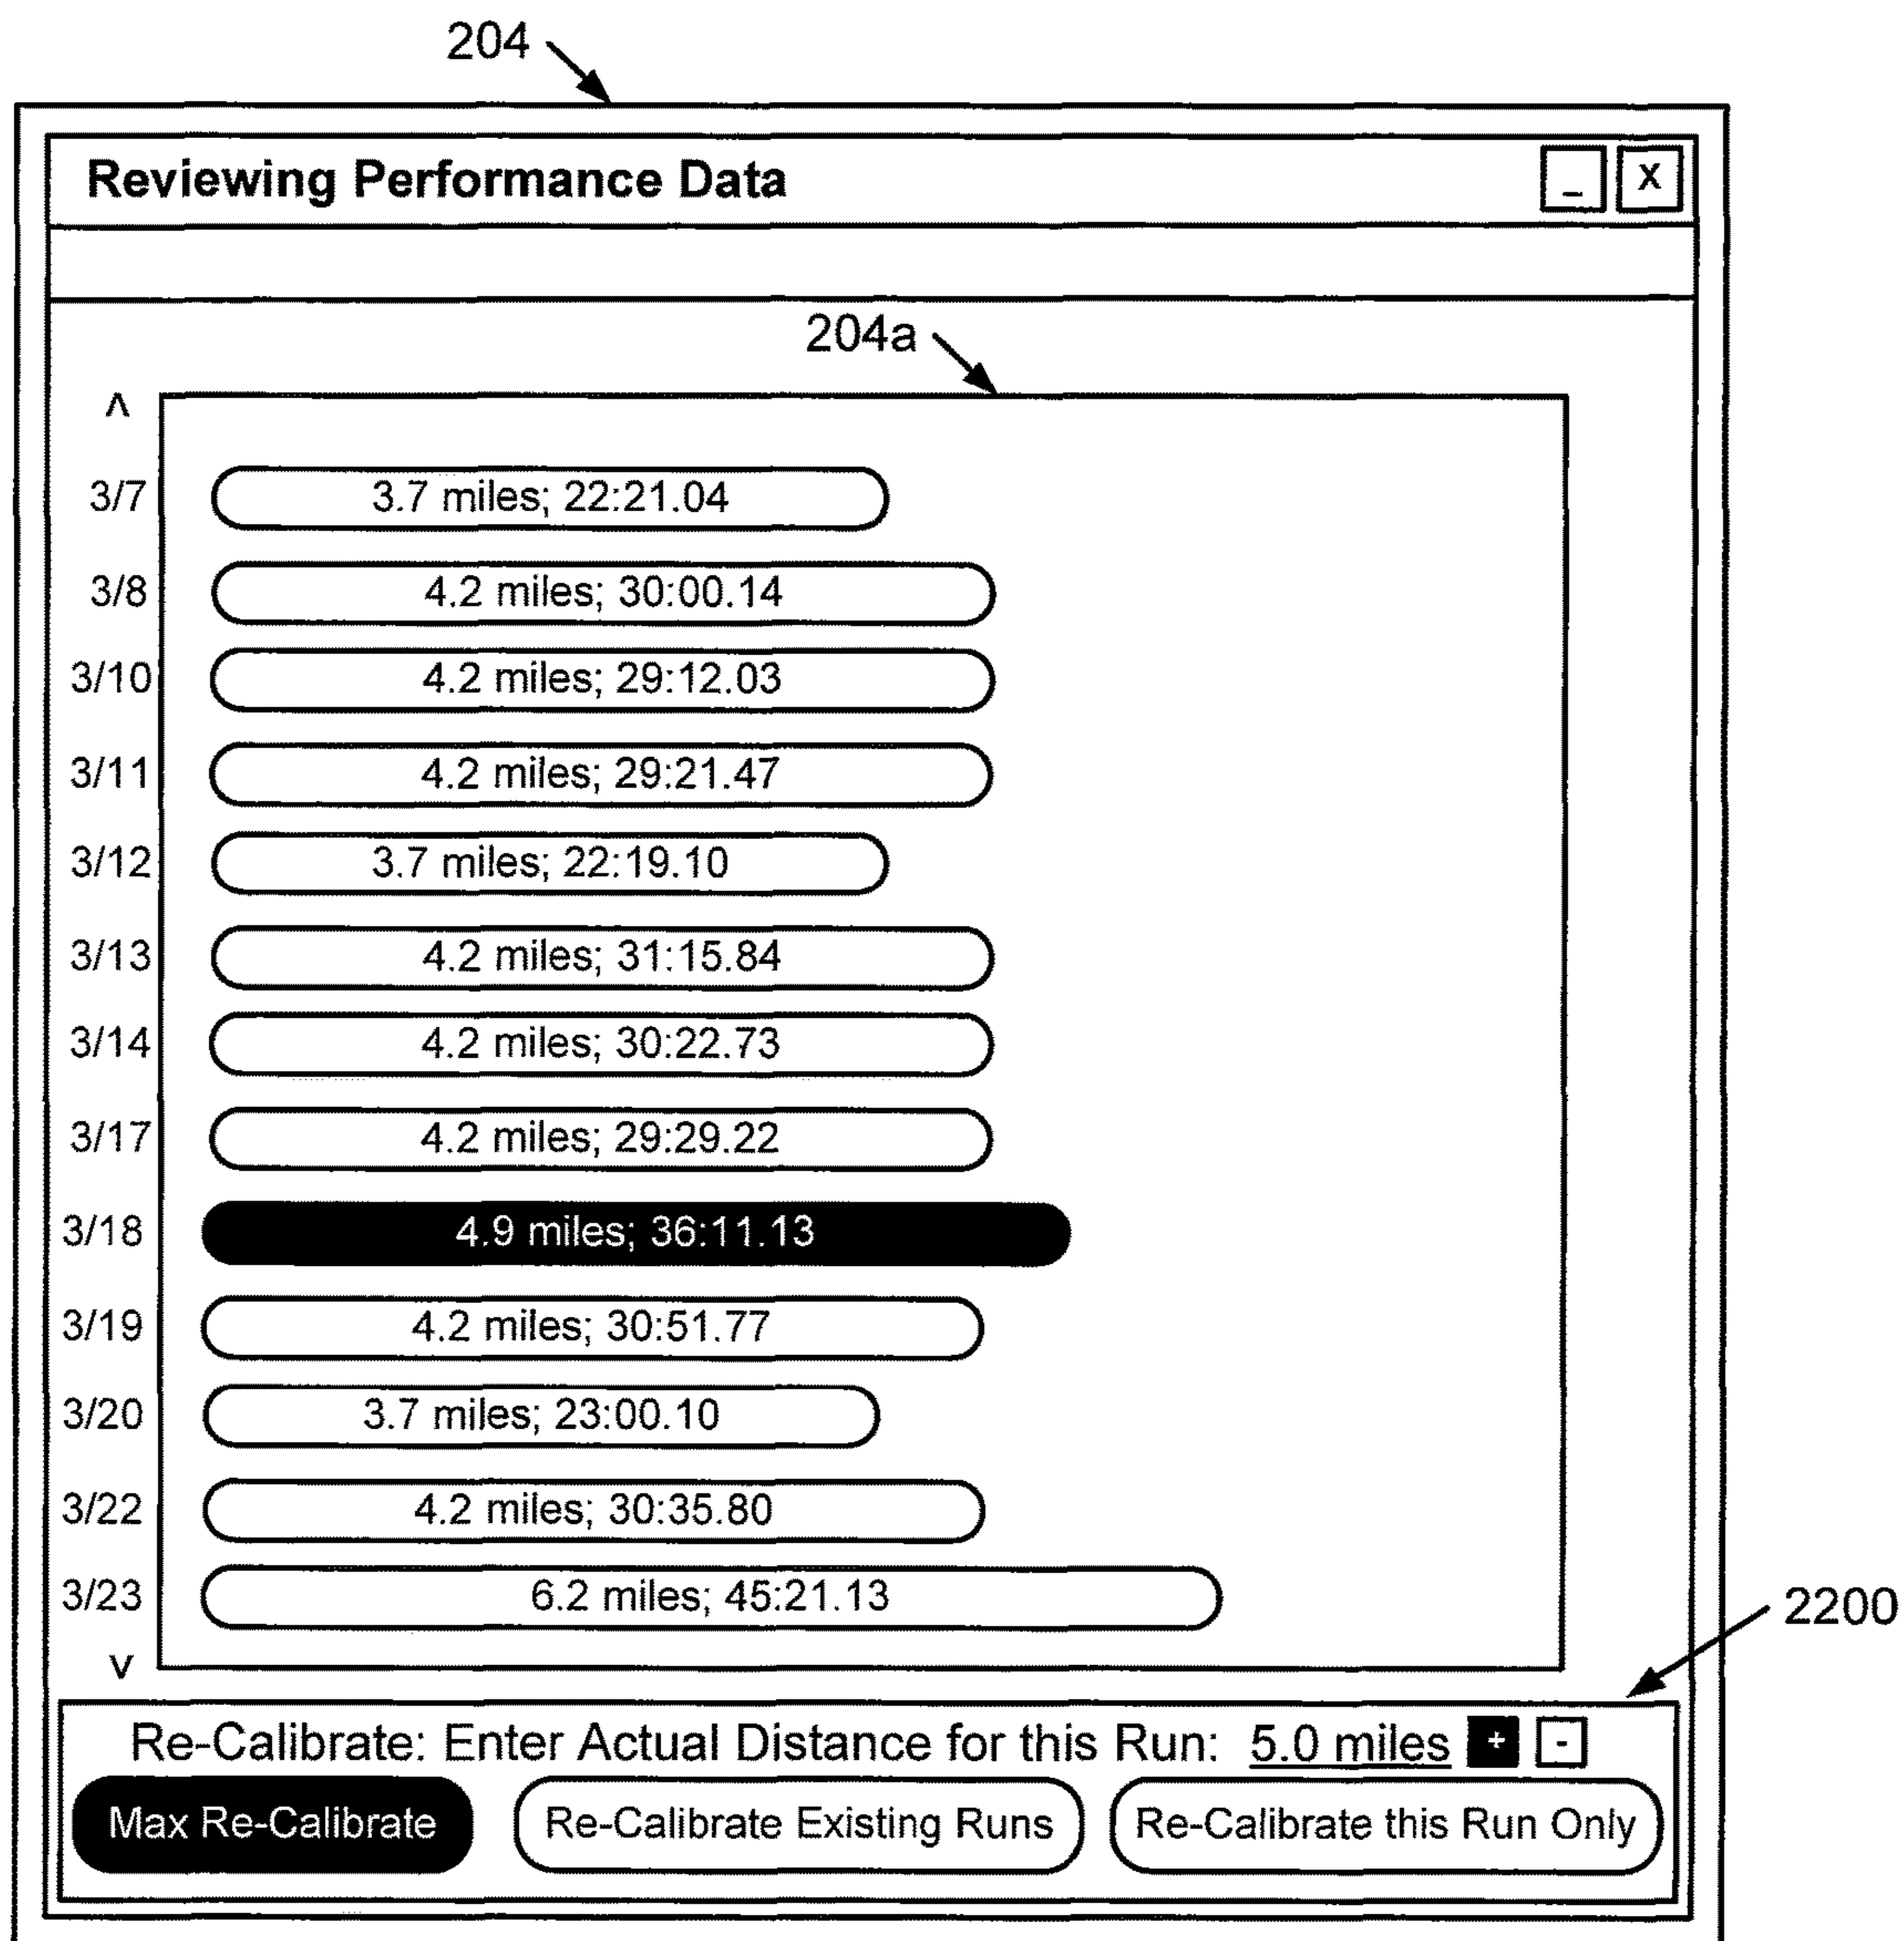 204
Reviewing Performance Data _ X
204a
^
3/7 3.7 miles; 22:21.04
3/8 4.2 miles; 30:00.14
3/10 4.2 miles; 29:12.03
3/11 4.2 miles; 29:21.47
3/12 3.7 miles; 22:19.10
3/13 4.2 miles; 31:15.84
3/14 4.2 miles; 30:22.73
3/17 4.2 miles; 29:29.22
3/18 4.9 miles; 36:11.13
3/19 4.2 miles; 30:51.77
3/20 3.7 miles; 23:00.10
3/22 4.2 miles; 30:35.80
3/23 6.2 miles; 45:21.13
v
2200
Re-Calibrate: Enter Actual Distance for this Run: 5.0 miles + -
Max Re-Calibrate Re-Calibrate Existing Runs Re-Calibrate this Run Only